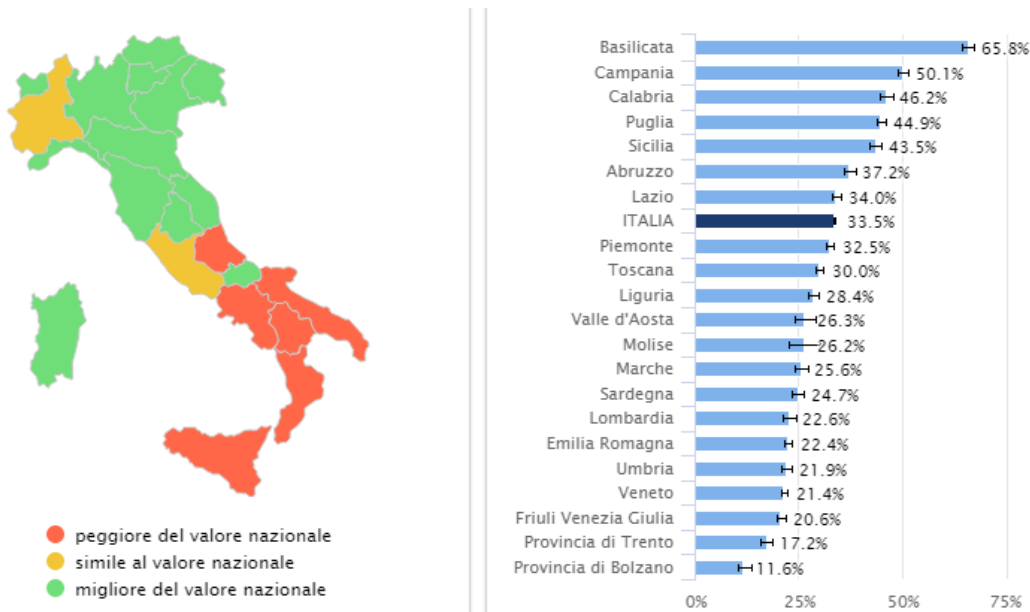 peggiore del valore nazionale
simile al valore nazionale
migliore del valore nazionale
Basilicata 65.8%
Campania 50.1%
Calabria 46.2%
Puglia 44.9%
Sicilia 43.5%
Abruzzo 37.2%
Lazio 34.0%
ITALIA 33.5%
Piemonte 32.5%
Toscana 30.0%
Liguria 28.4%
Valle d'Aosta 26.3%
Molise 26.2%
Marche 25.6%
Sardegna 24.7%
Lombardia 22.6%
Emilia Romagna 22.4%
Umbria 21.9%
Veneto 21.4%
Friuli Venezia Giulia 20.6%
Provincia di Trento 17.2%
Provincia di Bolzano 11.6%
0% 25% 50% 75%